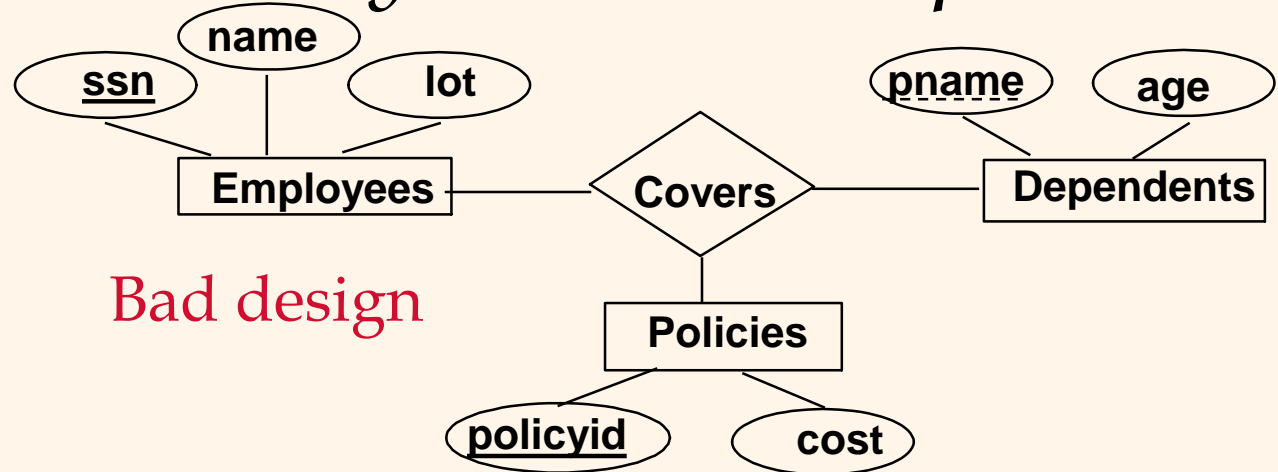 name
ssn
lot
pname
age
Employees
Covers
Dependents
Bad design
Policies
policyid
cost